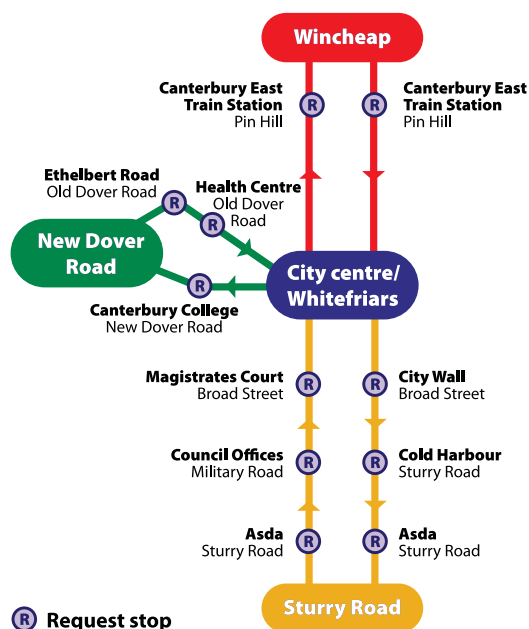 Wincheap
Canterbury East
Train Station
Pin Hill
R
R
Canterbury East
Train Station
Pin Hill
Ethelbert Road
Old Dover Road
R
Health Centre
Old Dover
Road
R
New Dover
Road
City centre/
Whitefriars
R
Canterbury College
New Dover Road
Magistrates Court
Broad Street
R
R
City Wall
Broad Street
Council Offices
Military Road
R
R
Cold Harbour
Sturry Road
Asda
Sturry Road
R
R
Asda
Sturry Road
Sturry Road
R Request stop